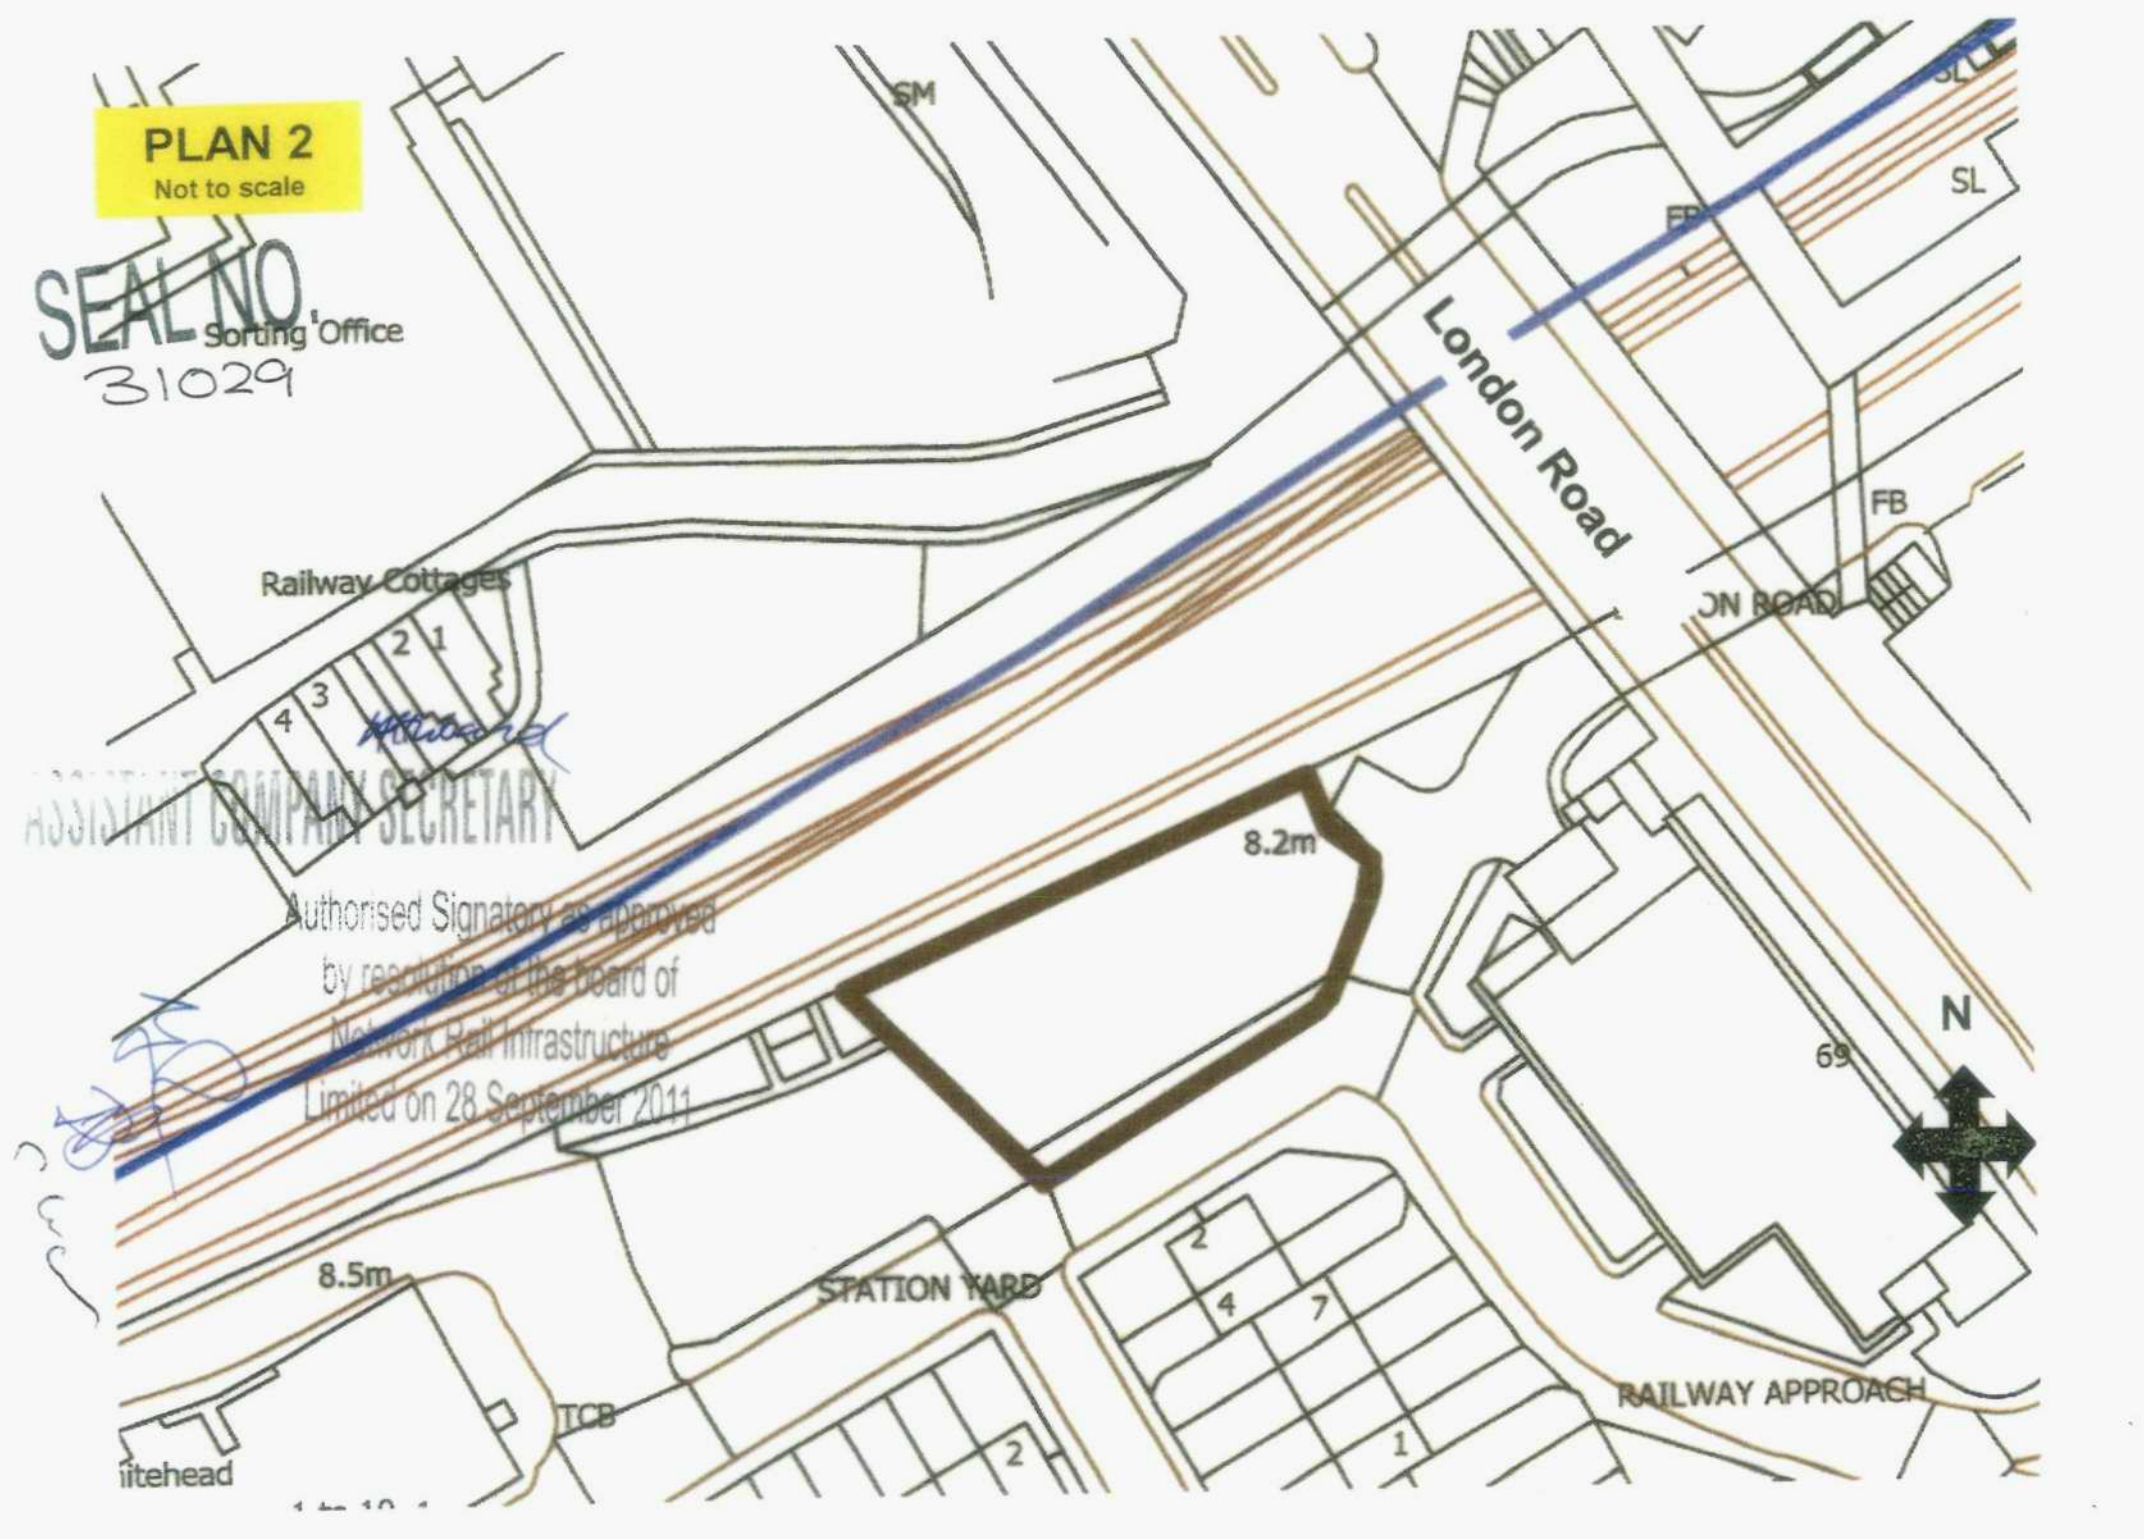 PLAN 2
Not to scale
SM
SL
SL
FB
SEAL NO.
Sorting Office
31029
London Road
FB
Railway Cottages
ON ROAD
2
1
3
4
ASSISTANT COMPANY SECRETARY
8.2m
Authorised Signatory as approved
by resolution of the board of
Network Rail Infrastructure
Limited on 28 September 2011
N
69
2
8.5m
STATION YARD
4
7
RAILWAY APPROACH
TCB
2
1
itehead